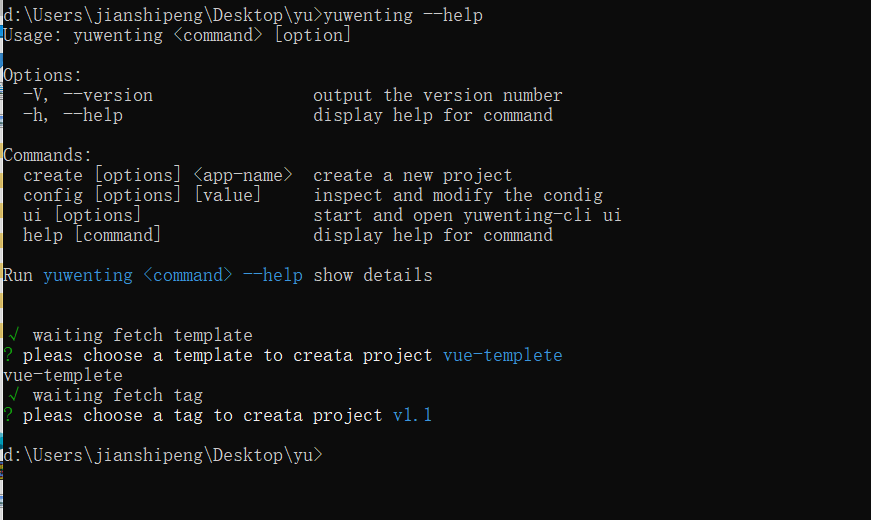 d:\Users\jianshipeng\Desktop\yu>yuwenting --help
Usage: yuwenting <command> [option]
Options:
-V, --version output the version number
-h, --help display help for command
Commands:
create [options] <app-name> create a new project
config [options] [value] inspect and modify the condig
ui [options] start and open yuwenting-cli ui
help [command] display help for command
Run yuwenting <command> --help show details
√ waiting fetch template
? pleas choose a template to creata project vue-templete
vue-templete
√ waiting fetch tag
? pleas choose a tag to creata project v1.1
d:\Users\jianshipeng\Desktop\yu>